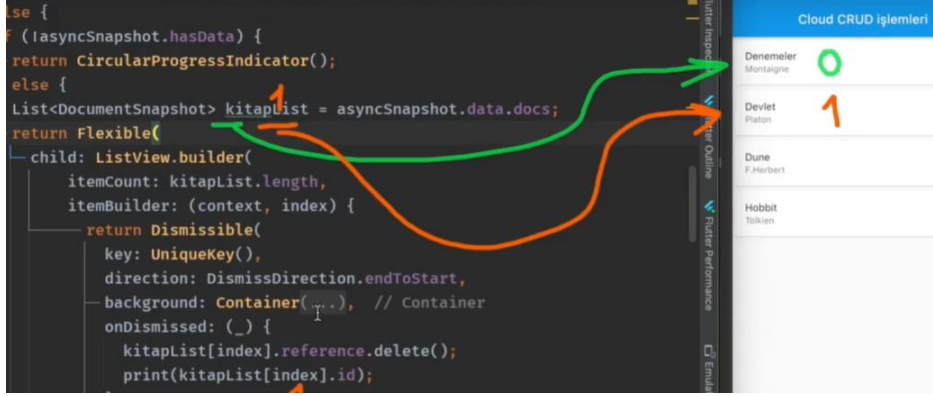 lse {
f (!asyncSnapshot.hasData) {
return CircularProgressIndicator();
else {
1
List<DocumentSnapshot> kitapList = asyncSnapshot.data.docs;
return Flexible(
child: ListView.builder(
itemCount: kitapList.length,
itemBuilder: (context, index) {
return Dismissible(
key: UniqueKey(),
direction: DismissDirection.endToStart,
background: Container(...), // Container
onDismissed: (_) {
kitapList[index].reference.delete();
print(kitapList[index].id);
Flutter Outline
Flutter Performance
Cloud CRUD işlemleri
Denemeler
Montaigne
0
Devlet
Platon
1
Dune
F.Herbert
Hobbit
Tolkien